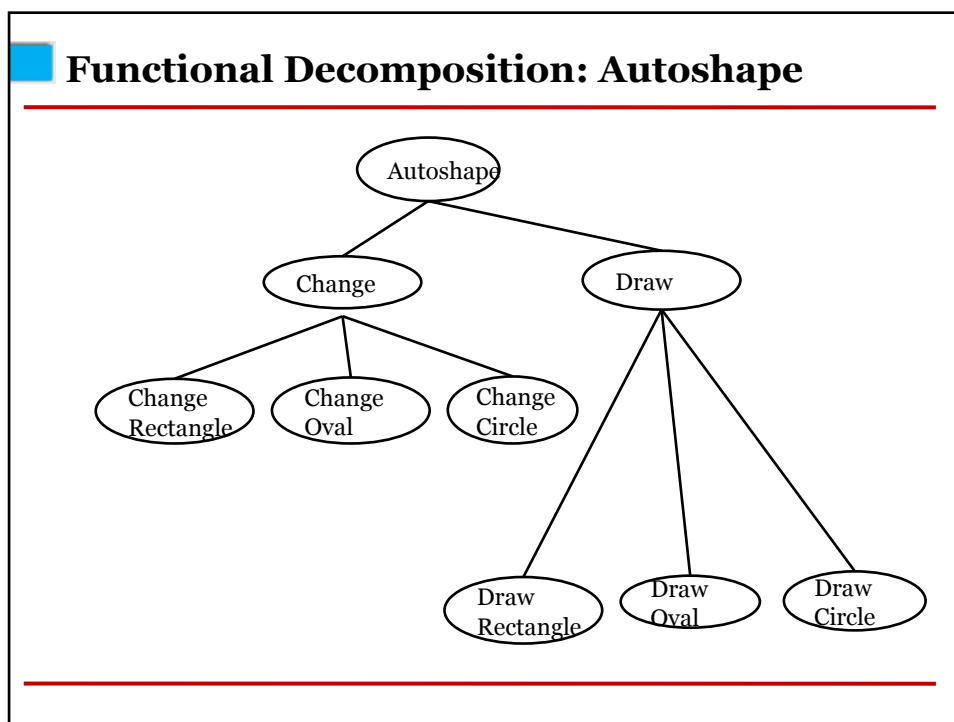 Functional Decomposition: Autoshape
Autoshape
Change
Draw
Change
Rectangle
Change
Oval
Change
Circle
Draw
Rectangle
Draw
Oval
Draw
Circle